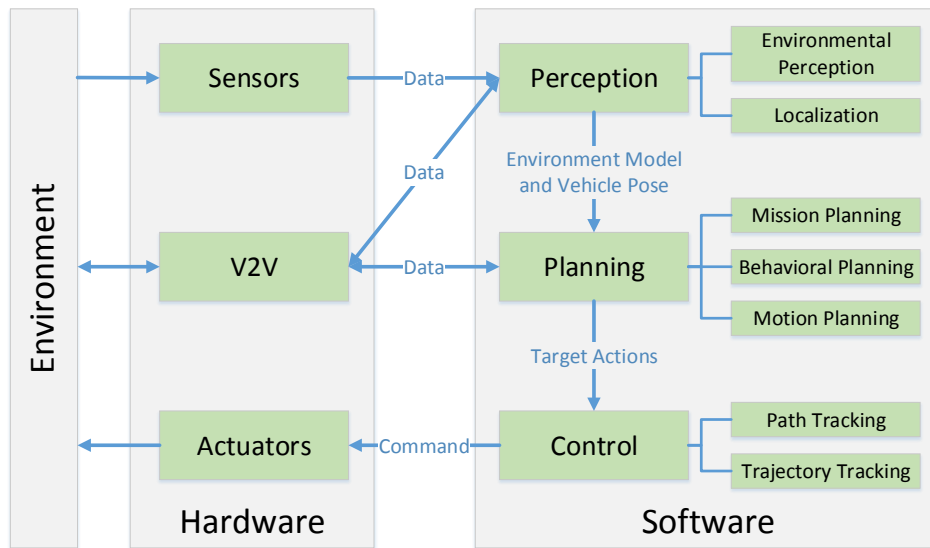 Environment
Sensors
Data
Perception
Environmental
Perception
Localization
Data
Environment Model
and Vehicle Pose
V2V
Data
Planning
Mission Planning
Behavioral Planning
Motion Planning
Target Actions
Actuators
Command
Control
Path Tracking
Trajectory Tracking
Hardware
Software